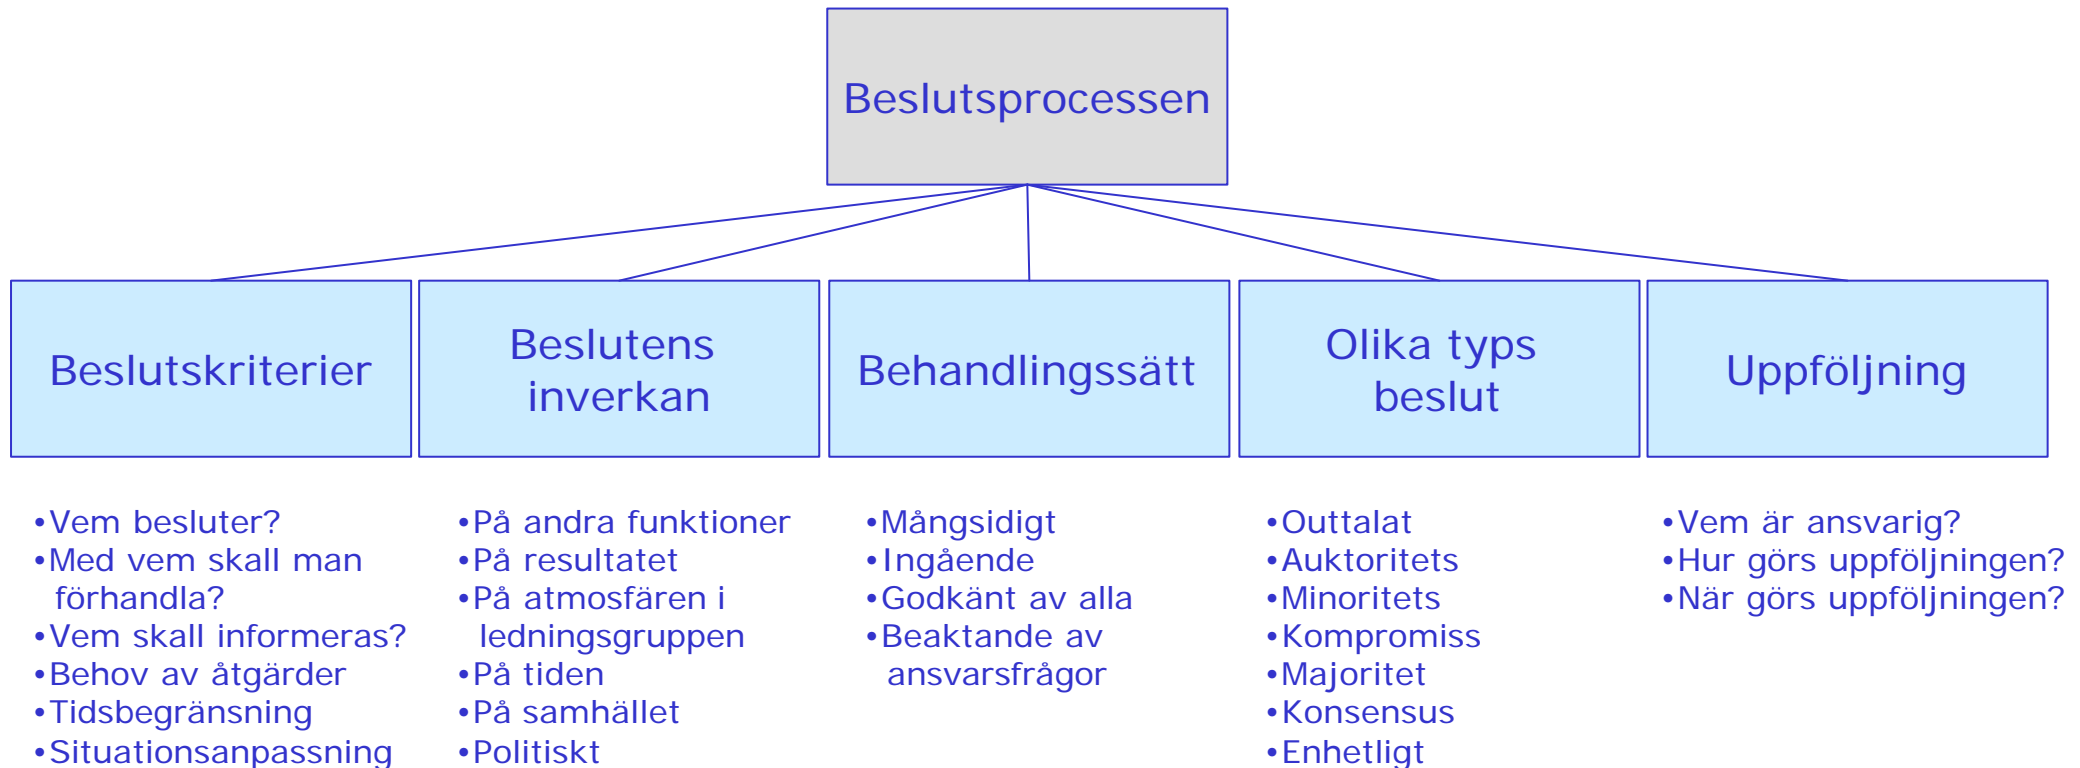 Beslutsprocessen
Beslutskriterier
Beslutens
inverkan
Behandlingssätt
Olika typs
beslut
Uppföljning
•Vem besluter?
•Med vem skall man
förhandla?
•Vem skall informeras?
•Behov av åtgärder
•Tidsbegränsning
•Situationsanpassning
•På andra funktioner
•På resultatet
•På atmosfären i
ledningsgruppen
•På tiden
•På samhället
•Politiskt
•Mångsidigt
•Ingående
•Godkänt av alla
•Beaktande av
ansvarsfrågor
•Outtalat
•Auktoritets
•Minoritets
•Kompromiss
•Majoritet
•Konsensus
•Enhetligt
•Vem är ansvarig?
•Hur görs uppföljningen?
•När görs uppföljningen?